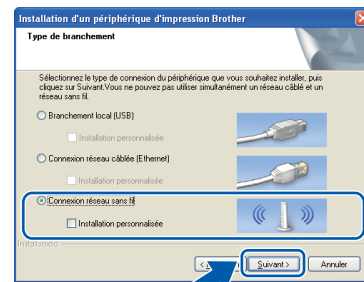 Installation d'un périphérique d'impression Brother
Type de branchement
Sélectionnez le type de connexion du périphérique que vous souhaitez installer, puis
cliquez sur Suivant.Vous ne pouvez pas utiliser simultanément un réseau câblé et un
réseau sans fil.
Branchement local (USB)
Installation personnalisée
Connexion réseau câblée (Ethernet)
Installation personnalisée
Connexion réseau sans fil
Installation personnalisée
InstallShield
< Suivant > Annuler